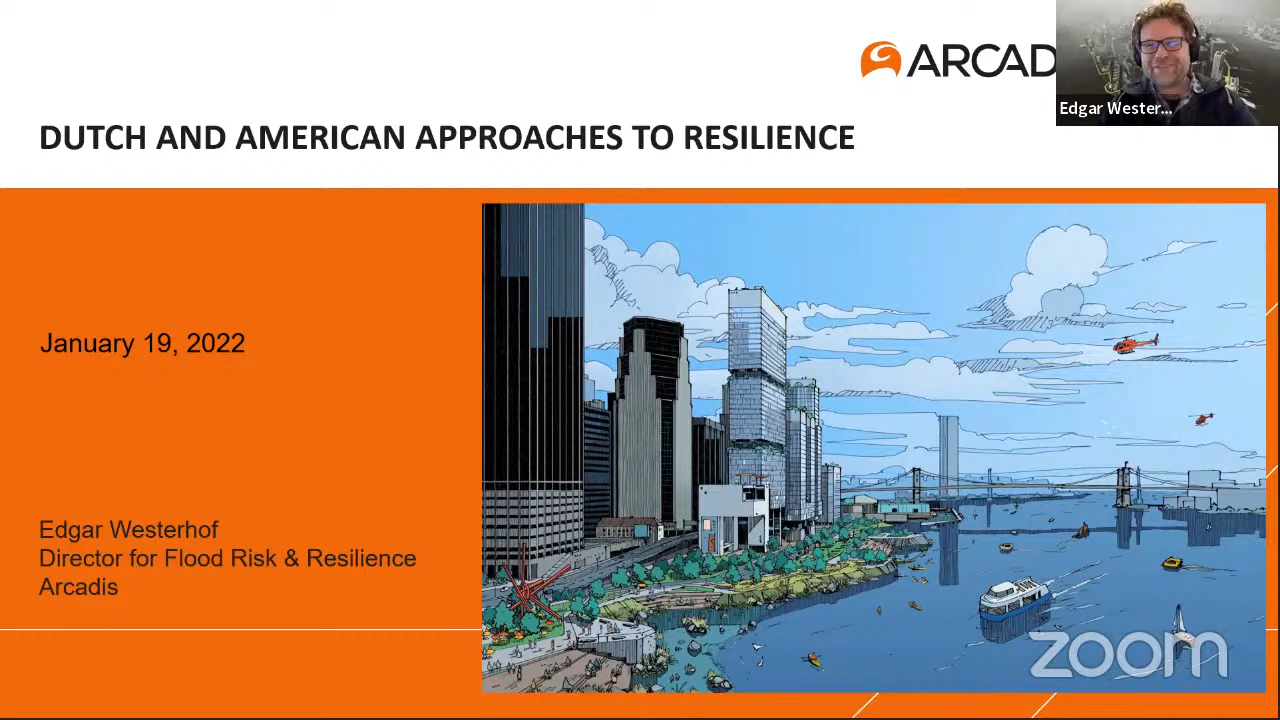 ARCAD
Edgar Wester...
DUTCH AND AMERICAN APPROACHES TO RESILIENCE
January 19, 2022
Edgar Westerhof
Director for Flood Risk & Resilience
Arcadis
zoom